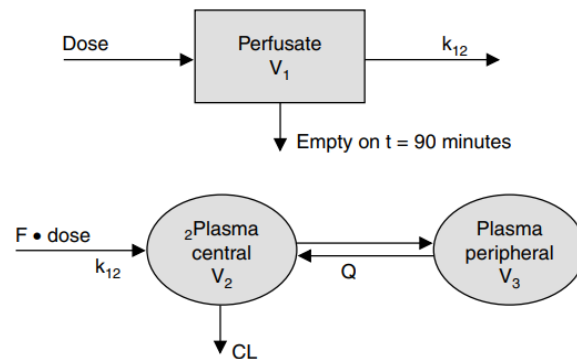 Dose
Perfusate
V₁
k₁₂
Empty on t = 90 minutes
F • dose
k₁₂
₂Plasma
central
V₂
Q
Plasma
peripheral
V₃
CL